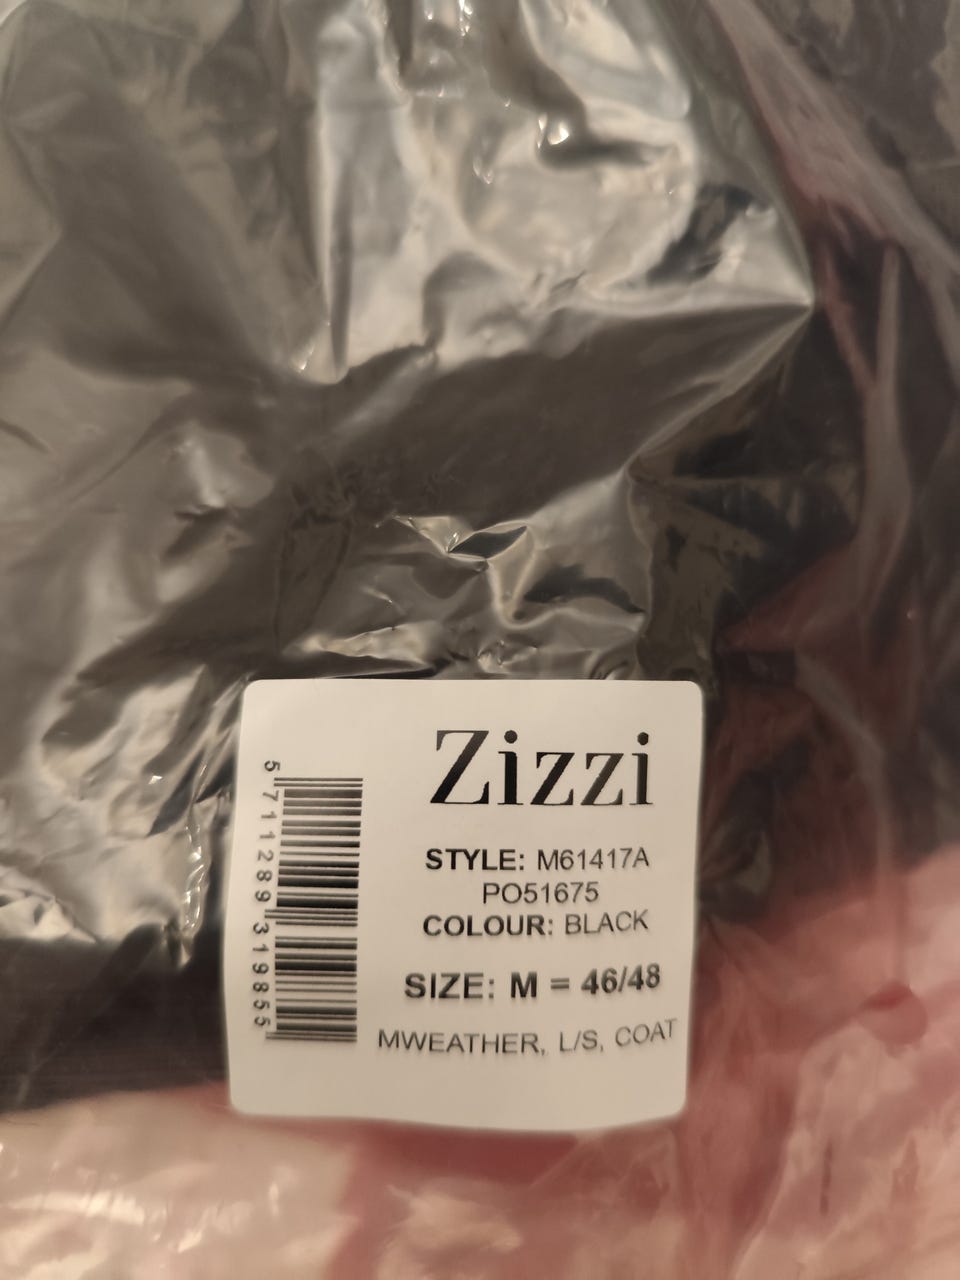 Zizzi
STYLE: M61417A
PO51675
COLOUR: BLACK
SIZE: M = 46/48
MWEATHER, L/S, COAT
5 711289 319855